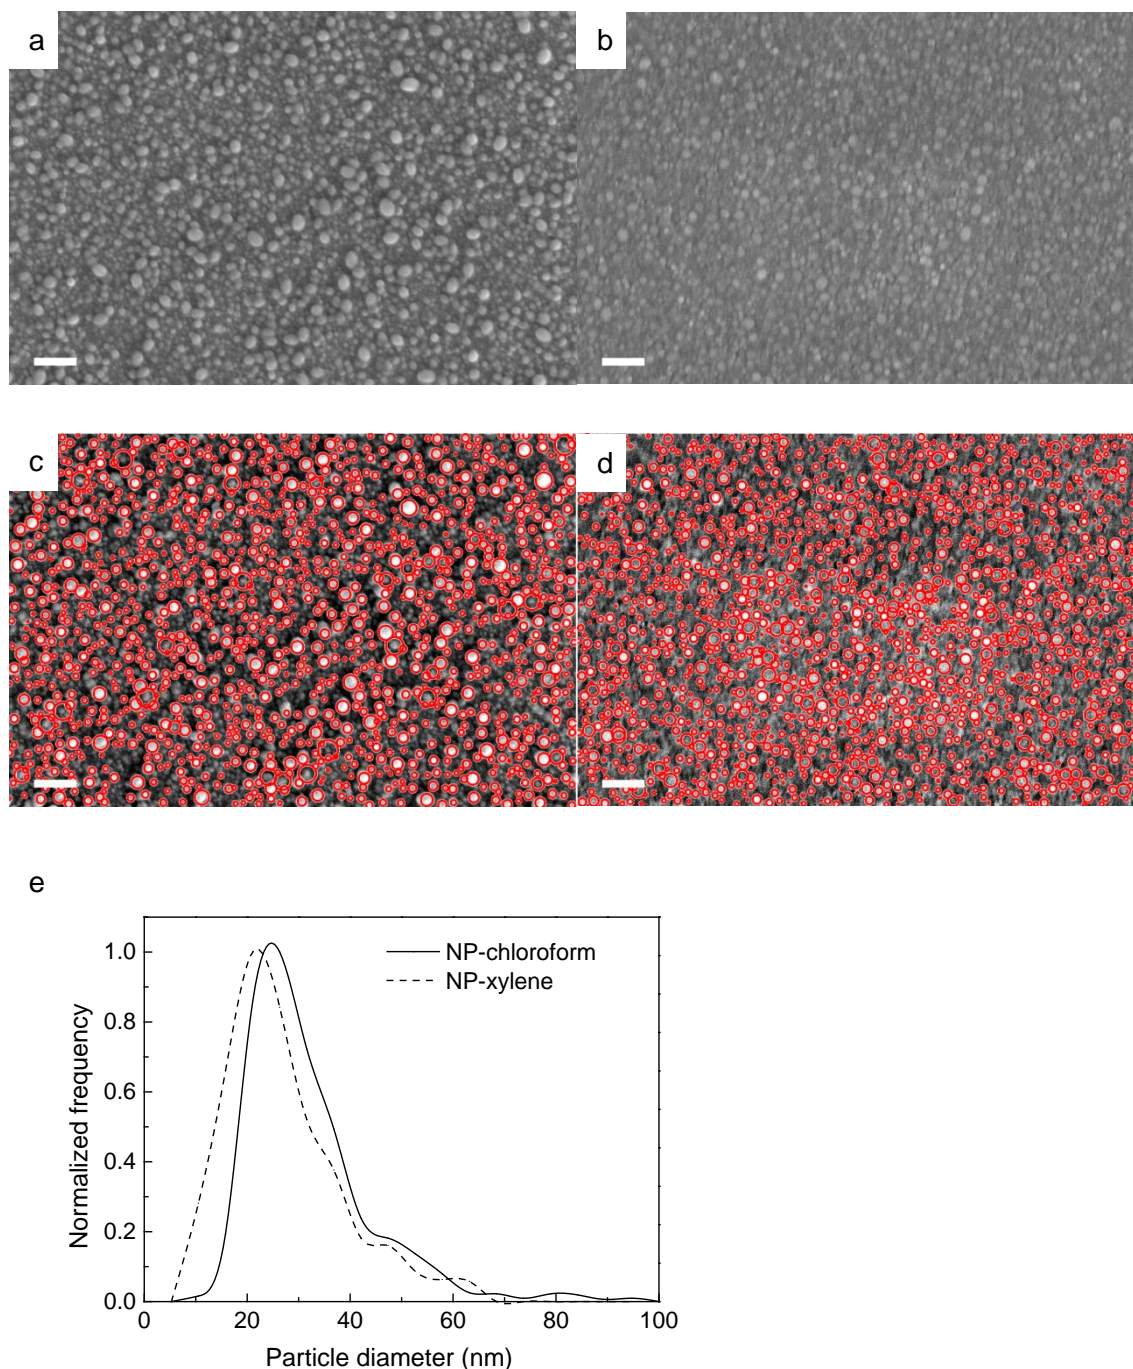 a
b
c
d
e
NP-chloroform
NP-xylene
1.0
0.8
0.6
0.4
0.2
0.0
Normalized frequency
0
20
40
60
80
100
Particle diameter (nm)